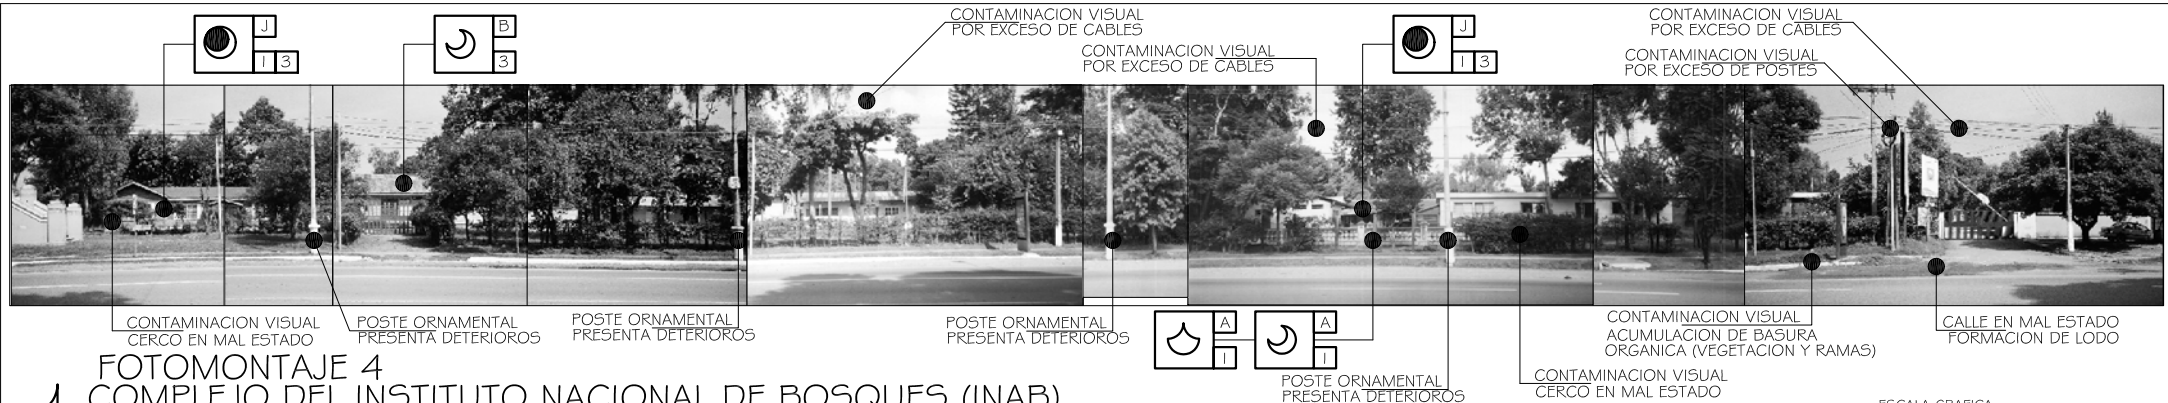 J
I 3
B
3
CONTAMINACION VISUAL
POR EXCESO DE CABLES
CONTAMINACION VISUAL
POR EXCESO DE CABLES
J
I 3
CONTAMINACION VISUAL
POR EXCESO DE CABLES
CONTAMINACION VISUAL
POR EXCESO DE POSTES
CONTAMINACION VISUAL
CERCO EN MAL ESTADO
POSTE ORNAMENTAL
PRESENTA DETERIOROS
POSTE ORNAMENTAL
PRESENTA DETERIOROS
POSTE ORNAMENTAL
PRESENTA DETERIOROS
A
I
A
I
POSTE ORNAMENTAL
PRESENTA DETERIOROS
CONTAMINACION VISUAL
CERCO EN MAL ESTADO
CONTAMINACION VISUAL
ACUMULACION DE BASURA
ORGANICA (VEGETACION Y RAMAS)
CALLE EN MAL ESTADO
FORMACION DE LODO
FOTOMONTAJE 4
COMPLEJO DEL INSTITUTO NACIONAL DE BOSQUES (INAB)
ESCALA GRAFICA